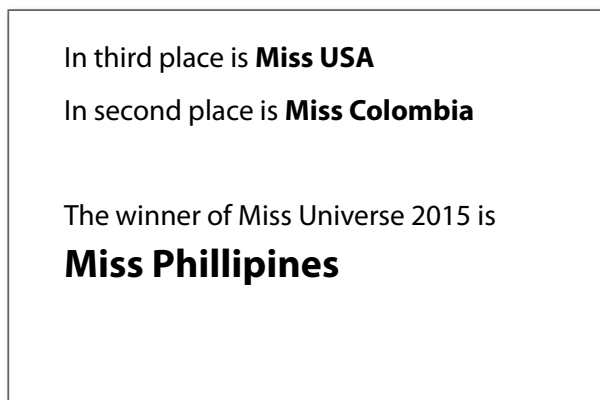 In third place is Miss USA
In second place is Miss Colombia
The winner of Miss Universe 2015 is
Miss Phillipines